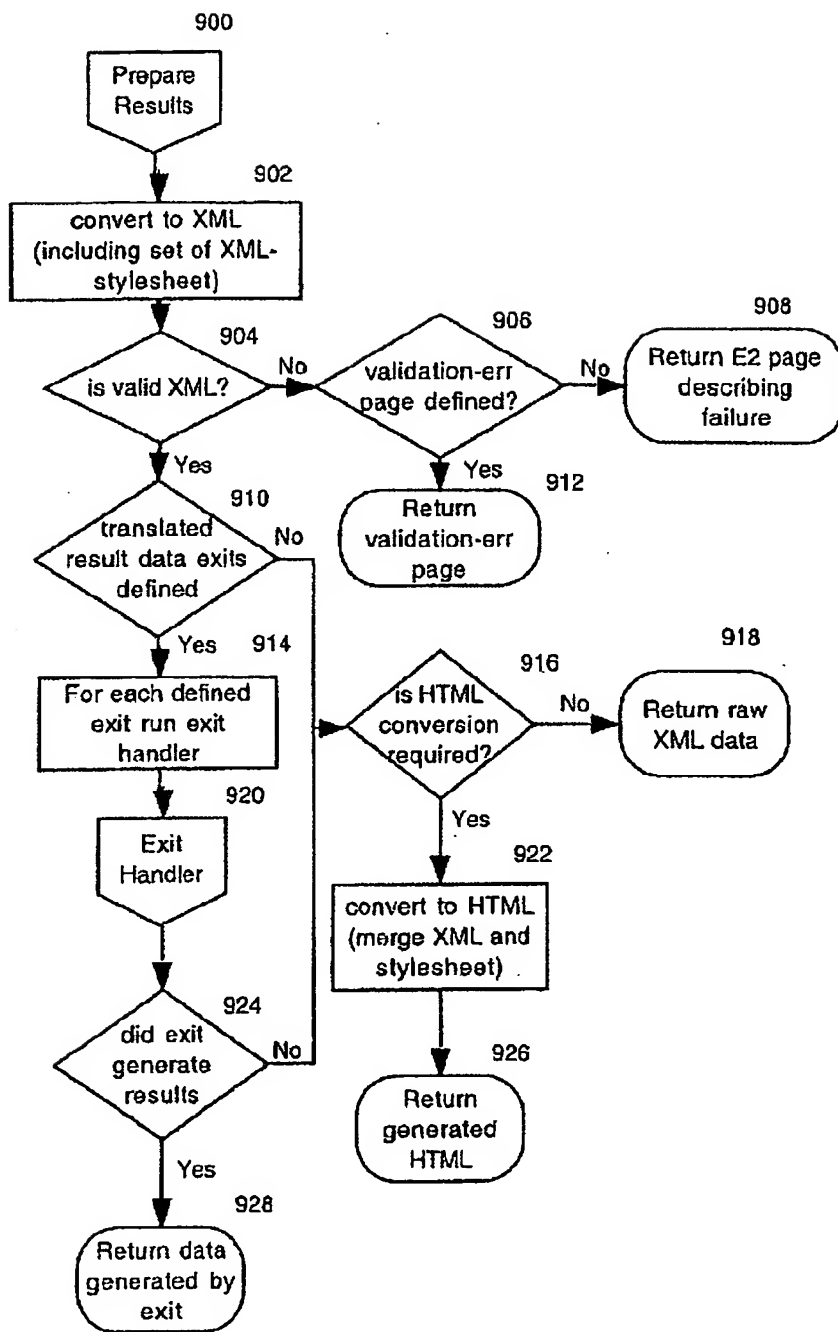 900
Prepare
Results
902
convert to XML
(including set of XML-
stylesheet)
904
is valid XML?
No
906
validation-err
page defined?
No
908
Return E2 page
describing
failure
Yes
Yes
912
Return
validation-err
page
910
translated
result data exits
defined
No
Yes
914
For each defined
exit run exit
handler
916
is HTML
conversion
required?
No
918
Return raw
XML data
920
Exit
Handler
Yes
922
convert to HTML
(merge XML and
stylesheet)
924
did exit
generate
results
No
926
Return
generated
HTML
Yes
928
Return data
generated by
exit